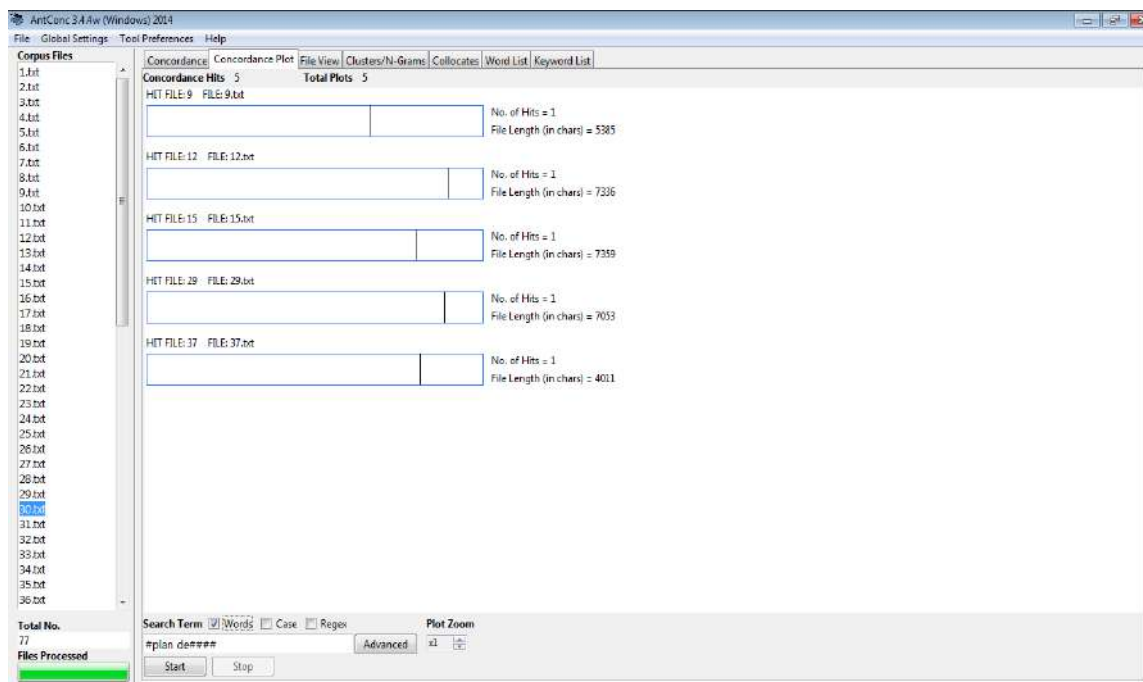 AntConc 3.4.4w (Windows) 2014
File Global Settings Tool Preferences Help
Corpus Files
1.txt
2.txt
3.txt
4.txt
5.txt
6.txt
7.txt
8.txt
9.txt
10.txt
11.txt
12.txt
13.txt
14.txt
15.txt
16.txt
17.txt
18.txt
19.txt
20.txt
21.txt
22.txt
23.txt
24.txt
25.txt
26.txt
27.txt
28.txt
29.txt
30.txt
31.txt
32.txt
33.txt
34.txt
35.txt
36.txt
Total No.
77
Files Processed
Concordance Concordance Plot File View Clusters/N-Grams Collocates Word List Keyword List
Concordance Hits 5 Total Plots 5
HIT FILE: 9 FILE: 9.txt
No. of Hits = 1
File Length (in chars) = 5385
HIT FILE: 12 FILE: 12.txt
No. of Hits = 1
File Length (in chars) = 7336
HIT FILE: 15 FILE: 15.txt
No. of Hits = 1
File Length (in chars) = 7359
HIT FILE: 29 FILE: 29.txt
No. of Hits = 1
File Length (in chars) = 7053
HIT FILE: 37 FILE: 37.txt
No. of Hits = 1
File Length (in chars) = 4011
Search Term Words Case Regex Plot Zoom
#plan de#### Advanced x1
Start Stop